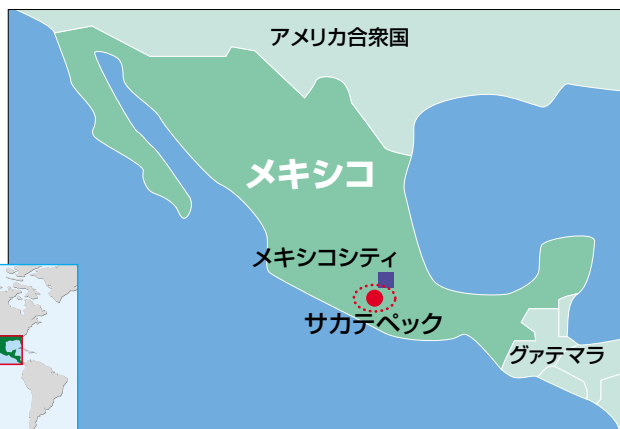 アメリカ合衆国
メキシコ
メキシコシティ
サカテペック
グァテマラ